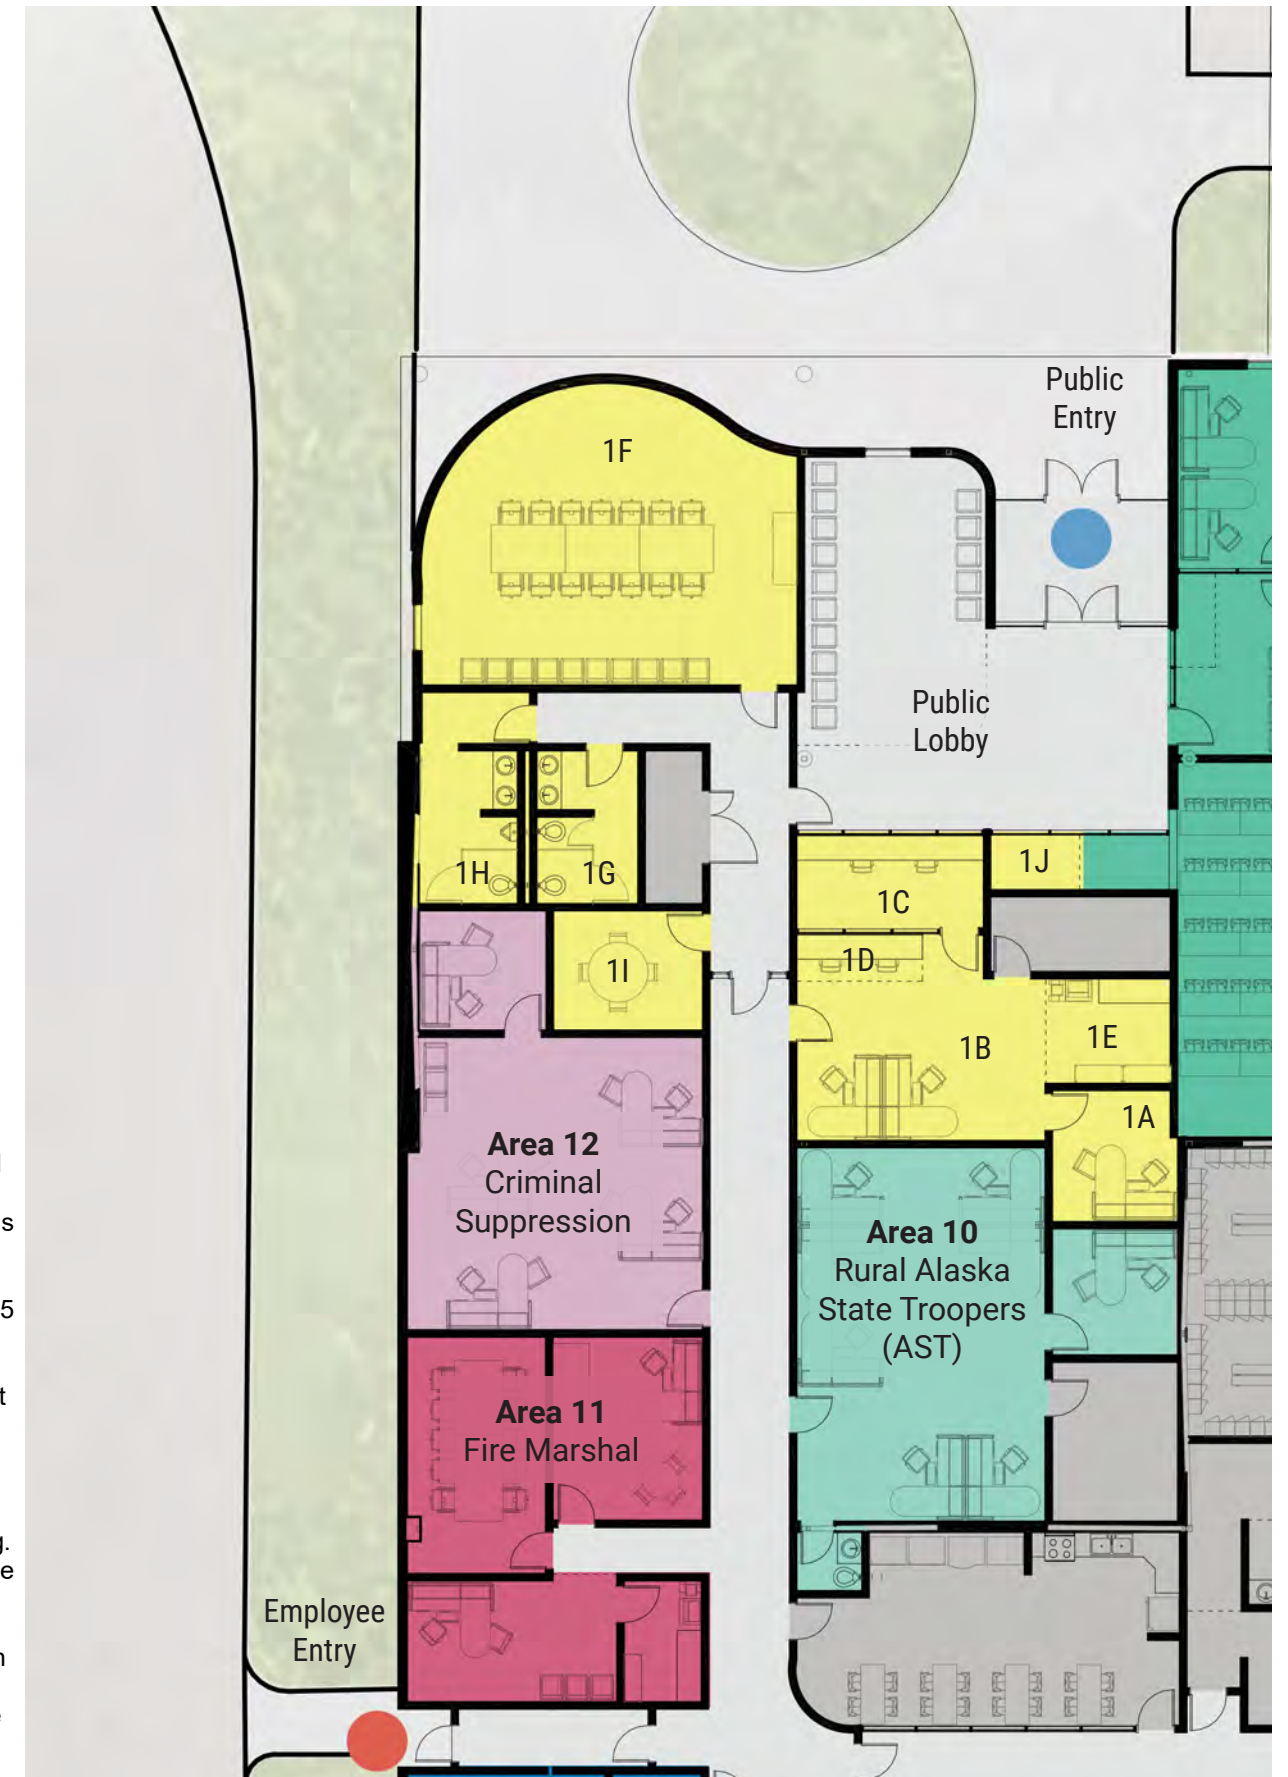 Public
Entry
1F
Public
Lobby
1H
1G
1J
1C
1D
1I
1B
1E
1A
Area 12
Criminal
Suppression
Area 10
Rural Alaska
State Troopers
(AST)
Area 11
Fire Marshal
Employee
Entry
s
5
t
g.
e
n